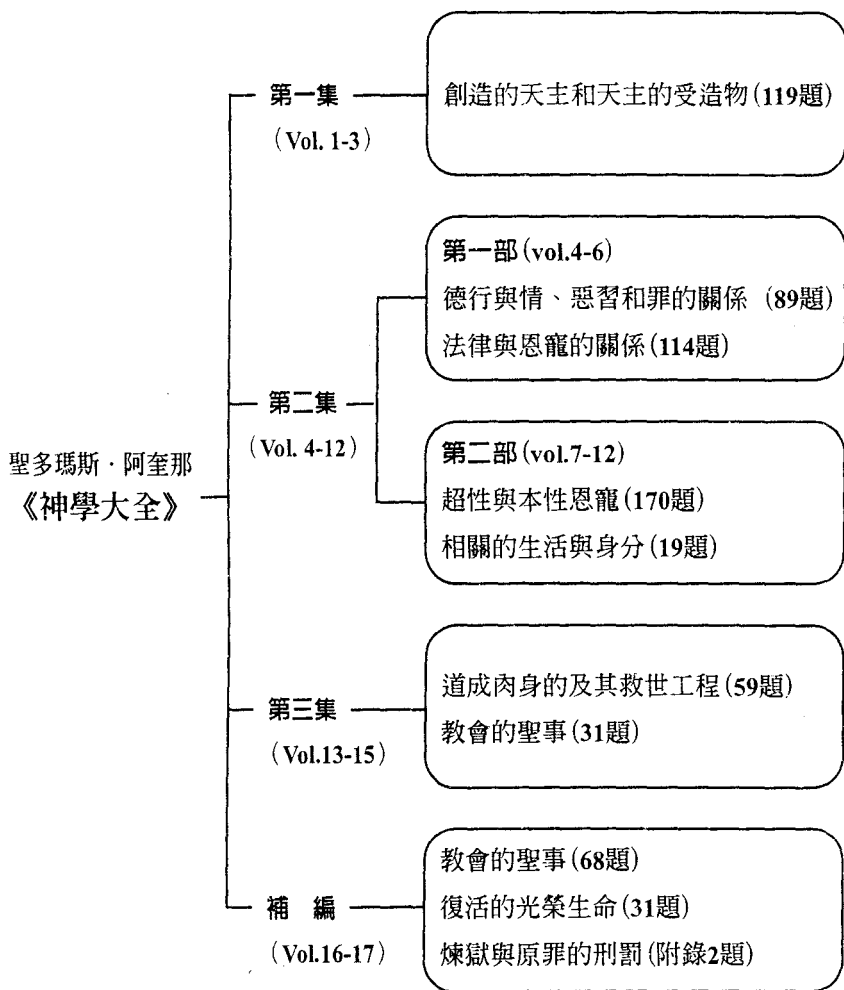 聖多瑪斯·阿奎那
《神學大全》
第一集
(Vol. 1-3)
創造的天主和天主的受造物(119題)
第二集
(Vol. 4-12)
第一部(vol.4-6)
德行與情、惡習和罪的關係 (89題)
法律與恩寵的關係(114題)
第二部(vol.7-12)
超性與本性恩寵(170題)
相關的生活與身分(19題)
第三集
(Vol.13-15)
道成肉身的及其救世工程(59題)
教會的聖事(31題)
補 編
(Vol.16-17)
教會的聖事(68題)
復活的光榮生命(31題)
煉獄與原罪的刑罰(附錄2題)